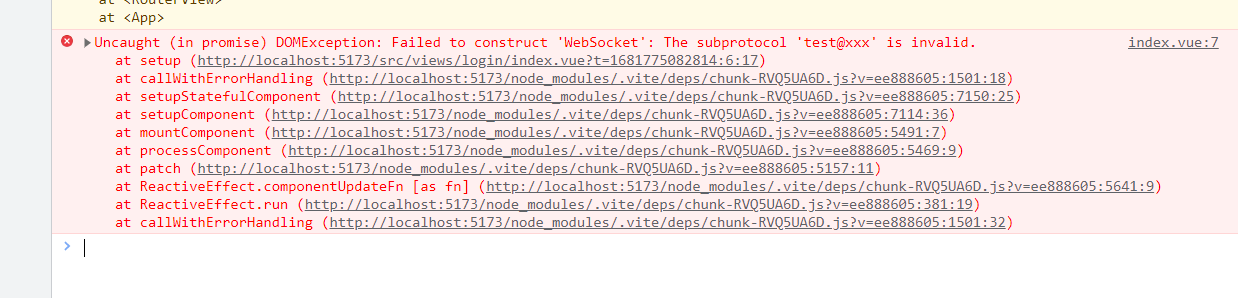 at <RouterView>
at <App>
Uncaught (in promise) DOMException: Failed to construct 'WebSocket': The subprotocol 'test@xxx' is invalid. index.vue:7
at setup (http://localhost:5173/src/views/login/index.vue?t=1681775082814:6:17)
at callWithErrorHandling (http://localhost:5173/node_modules/.vite/deps/chunk-RVQ5UA6D.js?v=ee888605:1501:18)
at setupStatefulComponent (http://localhost:5173/node_modules/.vite/deps/chunk-RVQ5UA6D.js?v=ee888605:7150:25)
at setupComponent (http://localhost:5173/node_modules/.vite/deps/chunk-RVQ5UA6D.js?v=ee888605:7114:36)
at mountComponent (http://localhost:5173/node_modules/.vite/deps/chunk-RVQ5UA6D.js?v=ee888605:5491:7)
at processComponent (http://localhost:5173/node_modules/.vite/deps/chunk-RVQ5UA6D.js?v=ee888605:5469:9)
at patch (http://localhost:5173/node_modules/.vite/deps/chunk-RVQ5UA6D.js?v=ee888605:5157:11)
at ReactiveEffect.componentUpdateFn [as fn] (http://localhost:5173/node_modules/.vite/deps/chunk-RVQ5UA6D.js?v=ee888605:5641:9)
at ReactiveEffect.run (http://localhost:5173/node_modules/.vite/deps/chunk-RVQ5UA6D.js?v=ee888605:381:19)
at callWithErrorHandling (http://localhost:5173/node_modules/.vite/deps/chunk-RVQ5UA6D.js?v=ee888605:1501:32)